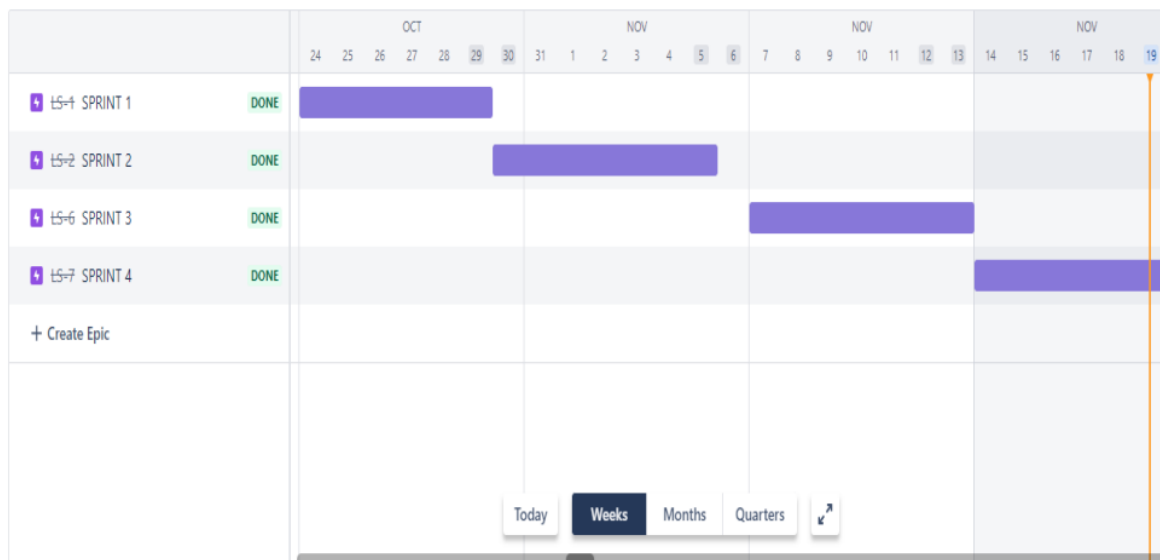 OCT NOV NOV NOV
24 25 26 27 28 29 30 31 1 2 3 4 5 6 7 8 9 10 11 12 13 14 15 16 17 18 19
LS-1 SPRINT 1 DONE
LS-2 SPRINT 2 DONE
LS-6 SPRINT 3 DONE
LS-7 SPRINT 4 DONE
+ Create Epic
Today Weeks Months Quarters